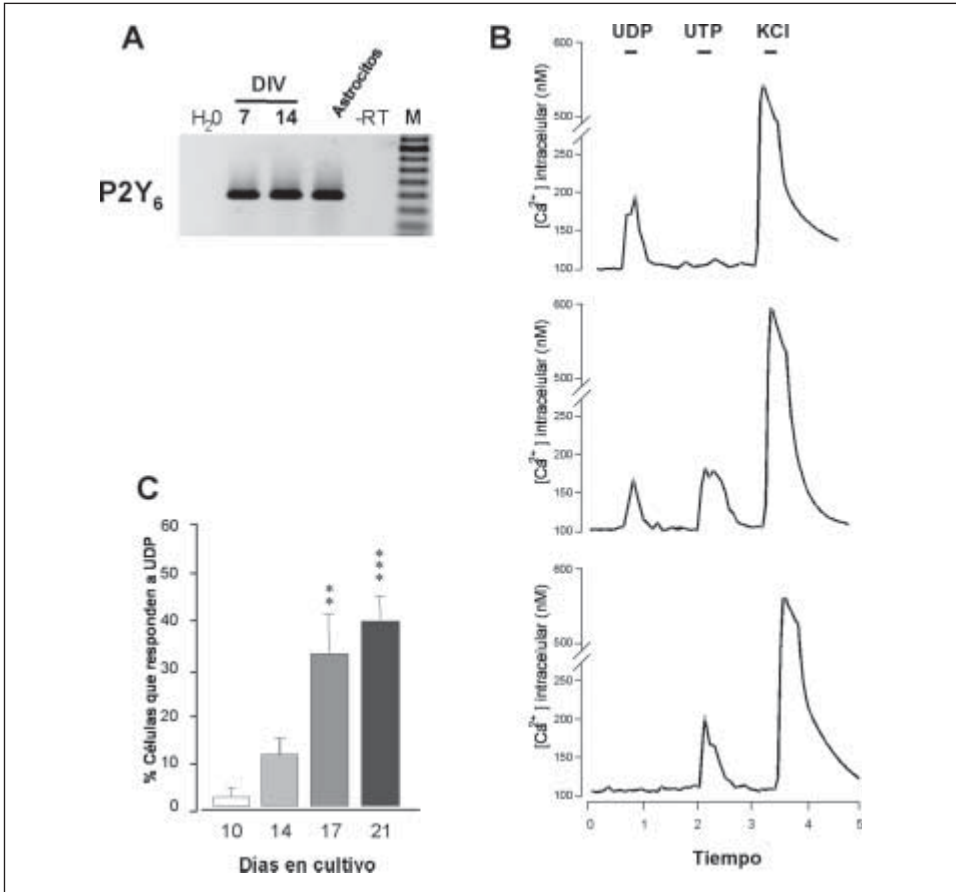 A
DIV
Astrocitos
H₂0 7 14 -RT M
P2Y₆
B
UDP UTP KCl
600
500
250
200
150
100
[Ca²⁺] intracelular (nM)
600
500
250
200
150
100
[Ca²⁺] intracelular (nM)
600
500
250
200
150
100
[Ca²⁺] intracelular (nM)
0 1 2 3 4 5
Tiempo
C
60
50
40
30
20
10
0
% Células que responden a UDP
**
***
10 14 17 21
Días en cultivo